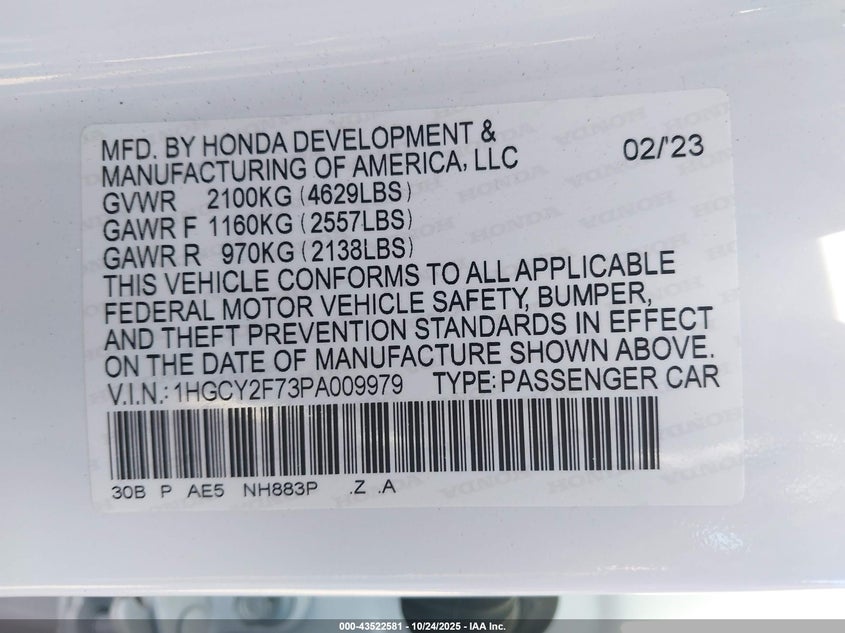 MFD. BY HONDA DEVELOPMENT &
MANUFACTURING OF AMERICA, LLC 02/'23
GVWR 2100KG (4629LBS)
GAWR F 1160KG (2557LBS)
GAWR R 970KG (2138LBS)
THIS VEHICLE CONFORMS TO ALL APPLICABLE
FEDERAL MOTOR VEHICLE SAFETY, BUMPER,
AND THEFT PREVENTION STANDARDS IN EFFECT
ON THE DATE OF MANUFACTURE SHOWN ABOVE.
V.I.N.: 1HGCY2F73PA009979 TYPE: PASSENGER CAR
30B P AE5 NH883P .Z .A
000-43522581 - 10/24/2025 - IAA Inc.